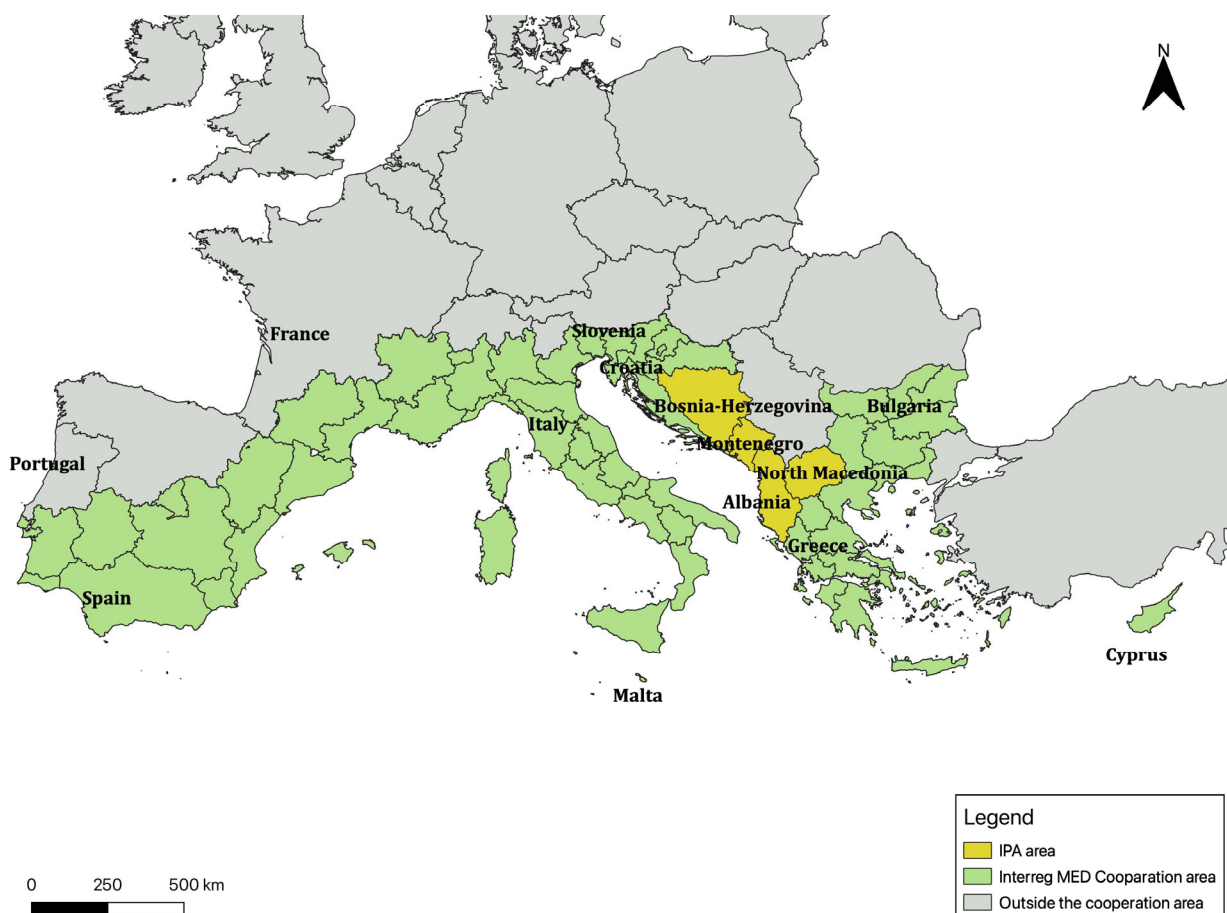 N
Slovenia
France
Croatia
Bosnia-Herzegovina
Bulgaria
Italy
Montenegro
Portugal
North Macedonia
Albania
Greece
Spain
Cyprus
Malta
Legend
IPA area
Interreg MED Cooparation area
Outside the cooperation area
0 250 500 km